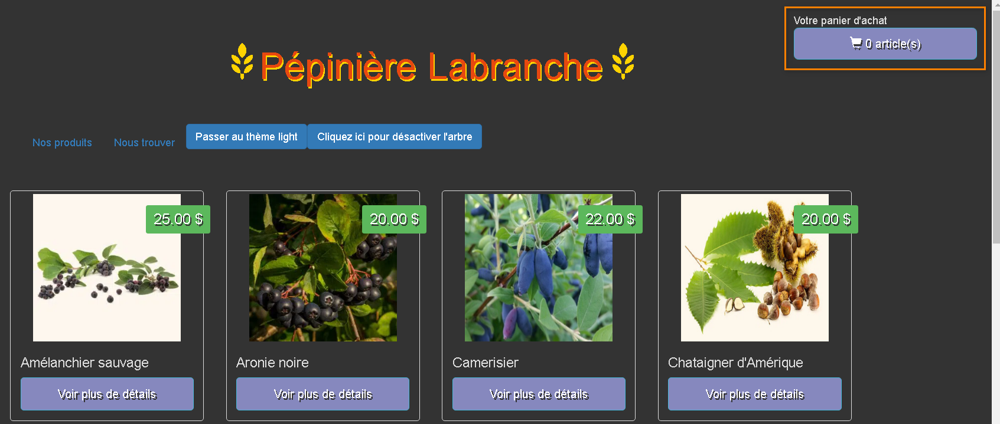 Votre panier d'achat
0 article(s)
Pépinière Labranche
Nos produits
Nous trouver
Passer au thème light
Cliquez ici pour désactiver l'arbre
25.00 $
20.00 $
22.00 $
20.00 $
Amélanchier sauvage
Aronie noire
Camerisier
Chataigner d'Amérique
Voir plus de détails
Voir plus de détails
Voir plus de détails
Voir plus de détails